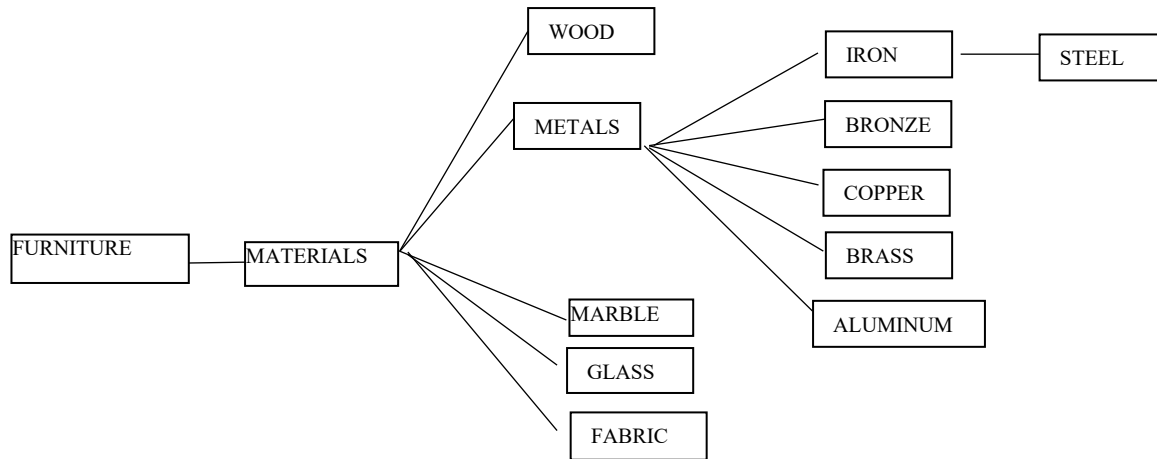 WOOD
IRON
STEEL
METALS
BRONZE
COPPER
FURNITURE
MATERIALS
BRASS
MARBLE
ALUMINUM
GLASS
FABRIC